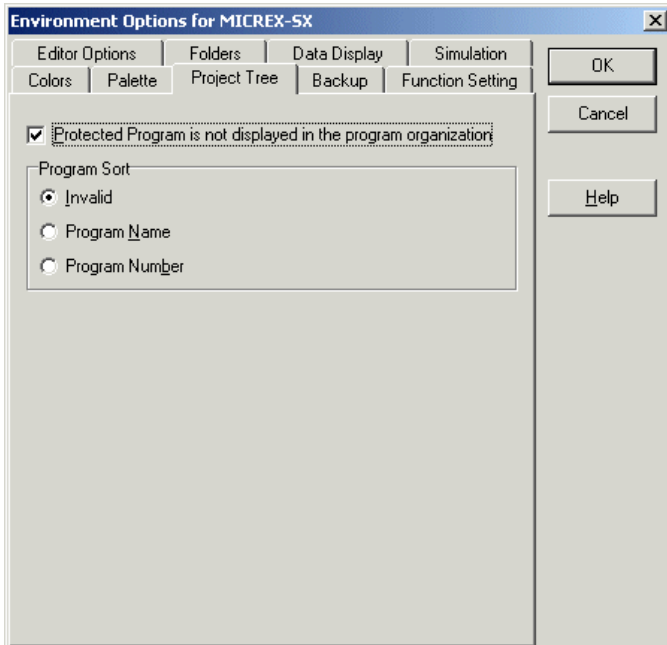 Environment Options for MICREX-SX
Editor Options Folders Data Display Simulation
Colors Palette Project Tree Backup Function Setting
OK
Cancel
Help
Protected Program is not displayed in the program organization
Program Sort
Invalid
Program Name
Program Number